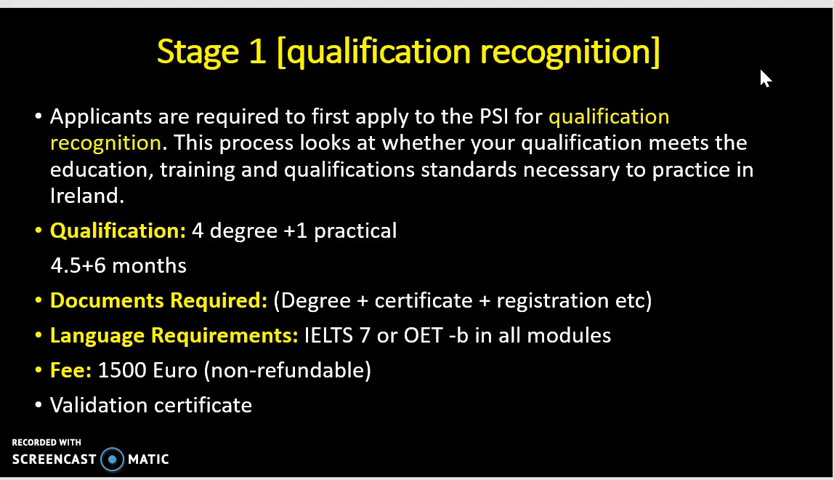 Stage 1 [qualification recognition]
• Applicants are required to first apply to the PSI for qualification
recognition. This process looks at whether your qualification meets the
education, training and qualifications standards necessary to practice in
Ireland.
• Qualification: 4 degree +1 practical
4.5+6 months
• Documents Required: (Degree + certificate + registration etc)
• Language Requirements: IELTS 7 or OET -b in all modules
• Fee: 1500 Euro (non-refundable)
• Validation certificate
RECORDED WITH
SCREENCAST MATIC